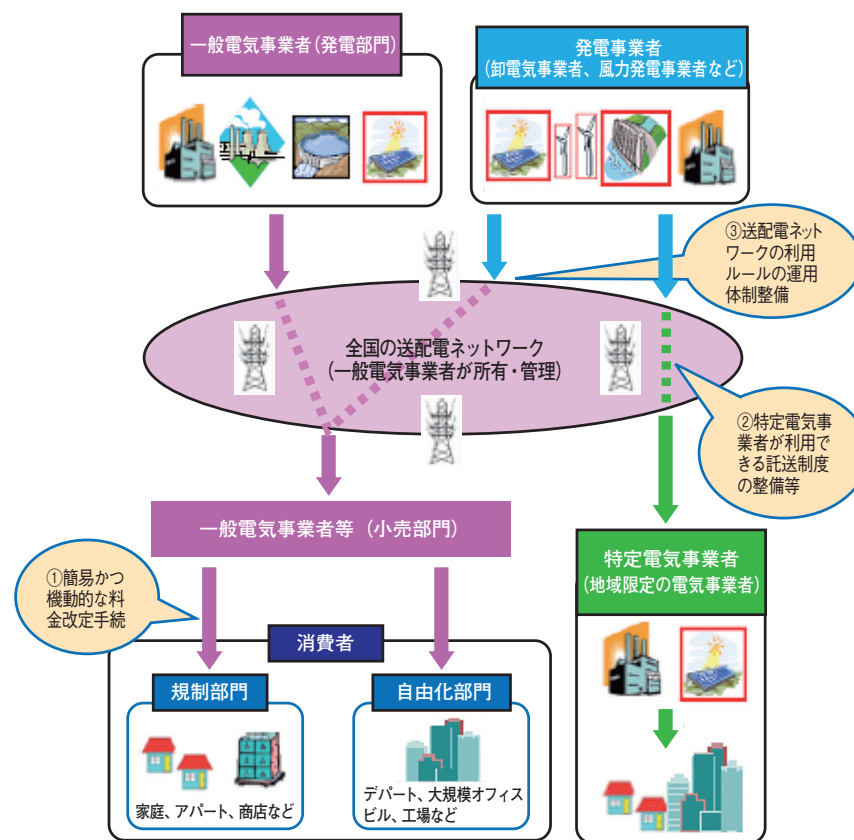 一般電気事業者(発電部門)
発電事業者
(卸電気事業者、風力発電事業者など)
③送配電ネット
ワークの利用
ルールの運用
体制整備
全国の送配電ネットワーク
(一般電気事業者が所有・管理)
②特定電気事
業者が利用で
きる託送制度
の整備等
一般電気事業者等(小売部門)
特定電気事業者
(地域限定の電気事業者)
①簡易かつ
機動的な料
金改定手続
消費者
規制部門
自由化部門
家庭、アパート、商店など
デパート、大規模オフィス
ビル、工場など